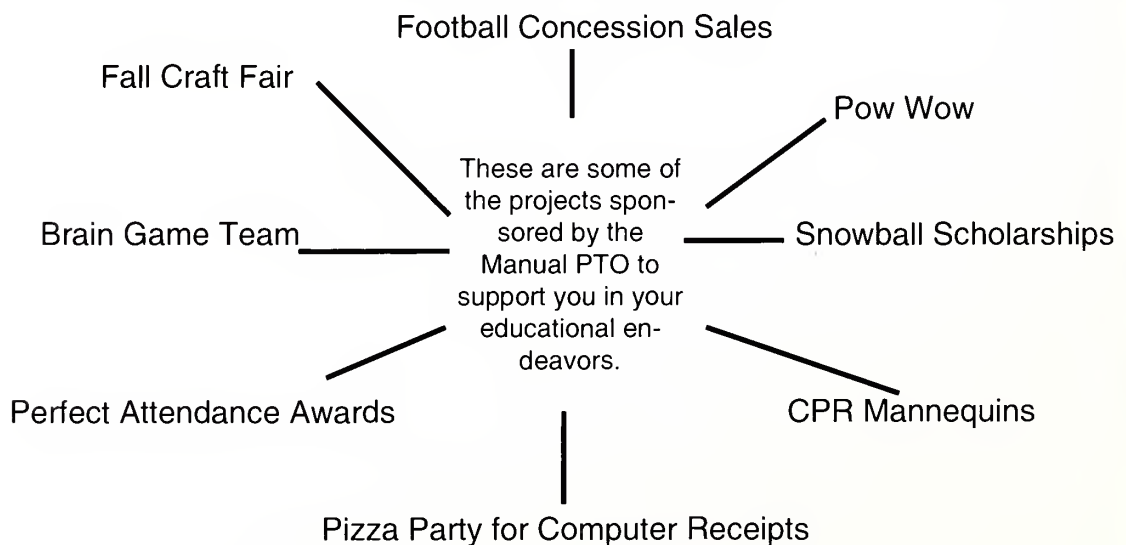 Football Concession Sales
Fall Craft Fair
Pow Wow
These are some of
the projects spon-
sored by the
Manual PTO to
support you in your
educational en-
deavors.
Brain Game Team
Snowball Scholarships
Perfect Attendance Awards
CPR Mannequins
Pizza Party for Computer Receipts